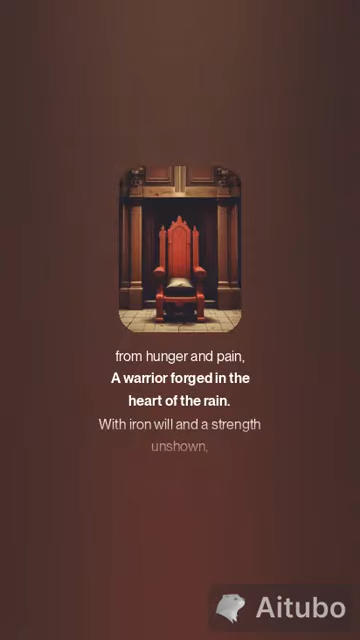 from hunger and pain,
A warrior forged in the
heart of the rain.
With iron will and a strength
unshown,
Aitubo